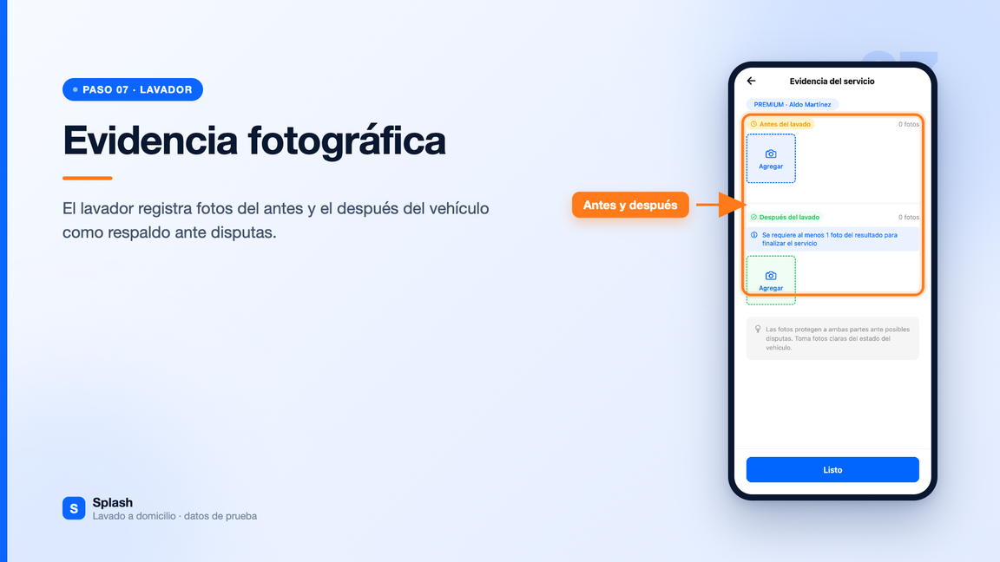 PASO 07 · LAVADOR
Evidencia fotográfica
El lavador registra fotos del antes y el después del vehículo
como respaldo ante disputas.
Antes y después
07
Evidencia del servicio
PREMIUM · Aldo Martínez
Antes del lavado
0 fotos
Agregar
Después del lavado
0 fotos
Se requiere al menos 1 foto del resultado para
finalizar el servicio
Agregar
Las fotos protegen a ambas partes ante posibles
disputas. Toma fotos claras del estado del
vehículo.
Listo
S
Splash
Lavado a domicilio · datos de prueba